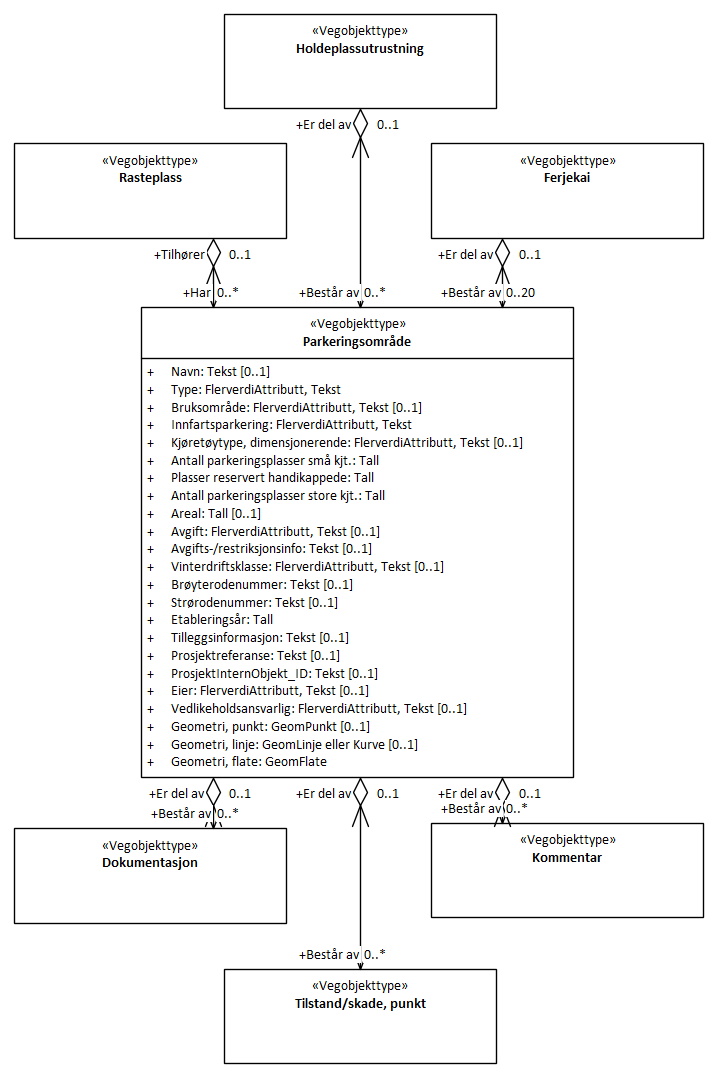 «Vegobjekttype»
Holdeplassutrustning
+Er del av 0..1
«Vegobjekttype»
Rasteplass
«Vegobjekttype»
Ferjekai
+Tilhører 0..1
+Er del av 0..1
+Har 0..*
+Består av 0..*
+Består av 0..20
«Vegobjekttype»
Parkeringsområde
+ Navn: Tekst [0..1]
+ Type: FlerverdiAttributt, Tekst
+ Bruksområde: FlerverdiAttributt, Tekst [0..1]
+ Innfartsparkering: FlerverdiAttributt, Tekst
+ Kjøretøytype, dimensjonerende: FlerverdiAttributt, Tekst [0..1]
+ Antall parkeringsplasser små kjt.: Tall
+ Plasser reservert handikappede: Tall
+ Antall parkeringsplasser store kjt.: Tall
+ Areal: Tall [0..1]
+ Avgift: FlerverdiAttributt, Tekst [0..1]
+ Avgifts-/restriksjonsinfo: Tekst [0..1]
+ Vinterdriftsklasse: FlerverdiAttributt, Tekst [0..1]
+ Brøyterodenummer: Tekst [0..1]
+ Strørodenummer: Tekst [0..1]
+ Etableringsår: Tall
+ Tilleggsinformasjon: Tekst [0..1]
+ Prosjektreferanse: Tekst [0..1]
+ ProsjektInternObjekt_ID: Tekst [0..1]
+ Eier: FlerverdiAttributt, Tekst [0..1]
+ Vedlikeholdsansvarlig: FlerverdiAttributt, Tekst [0..1]
+ Geometri, punkt: GeomPunkt [0..1]
+ Geometri, linje: GeomLinje eller Kurve [0..1]
+ Geometri, flate: GeomFlate
+Er del av 0..1
+Er del av 0..1
+Er del av 0..1
+Består av 0..*
+Består av 0..*
«Vegobjekttype»
Dokumentasjon
«Vegobjekttype»
Kommentar
+Består av 0..*
«Vegobjekttype»
Tilstand/skade, punkt